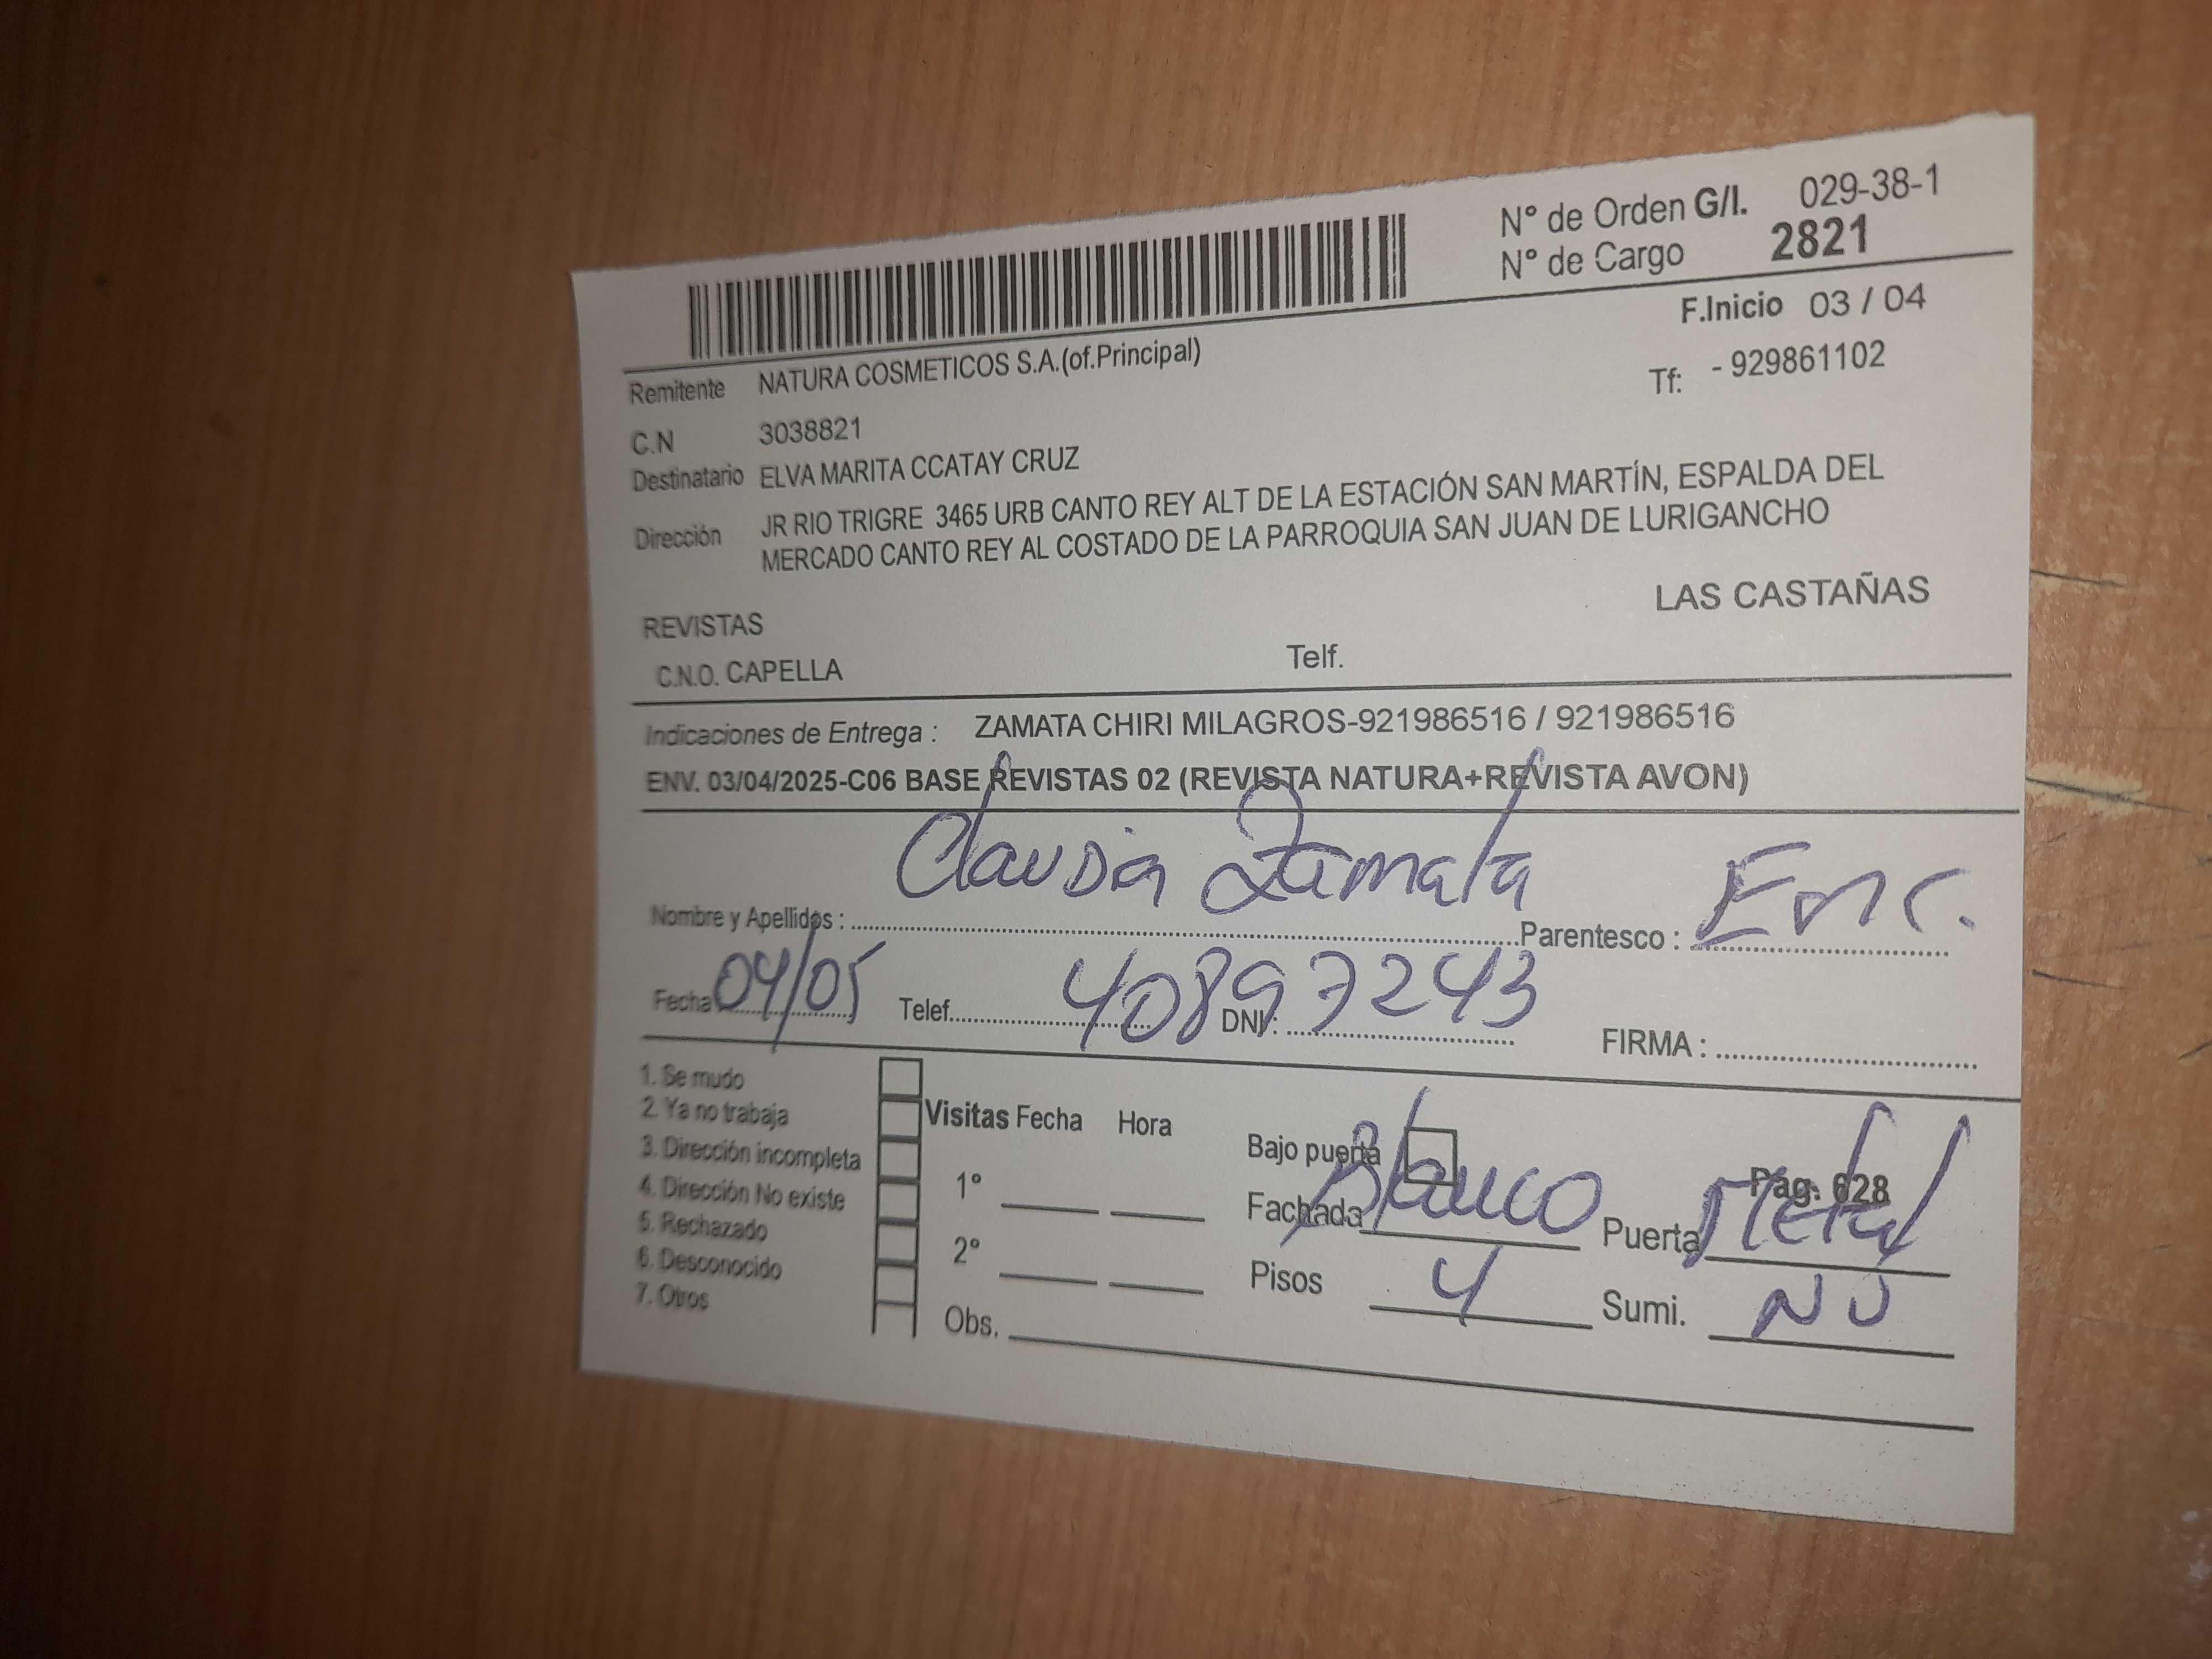 N° de Orden G/I. 029-38-1
N° de Cargo 2821
F.Inicio 03 / 04
Remitente NATURA COSMETICOS S.A.(of.Principal)
Tf: - 929861102
C.N 3038821
Destinatario ELVA MARITA CCATAY CRUZ
Dirección JR RIO TRIGRE 3465 URB CANTO REY ALT DE LA ESTACIÓN SAN MARTÍN, ESPALDA DEL
MERCADO CANTO REY AL COSTADO DE LA PARROQUIA SAN JUAN DE LURIGANCHO
LAS CASTAÑAS
REVISTAS
C.N.O. CAPELLA Telf.
Indicaciones de Entrega : ZAMATA CHIRI MILAGROS-921986516 / 921986516
ENV. 03/04/2025-C06 BASE REVISTAS 02 (REVISTA NATURA+REVISTA AVON)
Nombre y Apellidos : Claudia Zamata Parentesco : Enc.
Fecha 04/05 Telef. DNI : 40897243 FIRMA :
1. Se mudo
2. Ya no trabaja
3. Dirección incompleta
4. Dirección No existe
5. Rechazado
6. Desconocido
7. Otros
Visitas Fecha Hora
1°
2°
Obs.
Bajo puerta
Pág. 628
Fachada Blanco Puerta Metal
Pisos 4 Sumi. NO